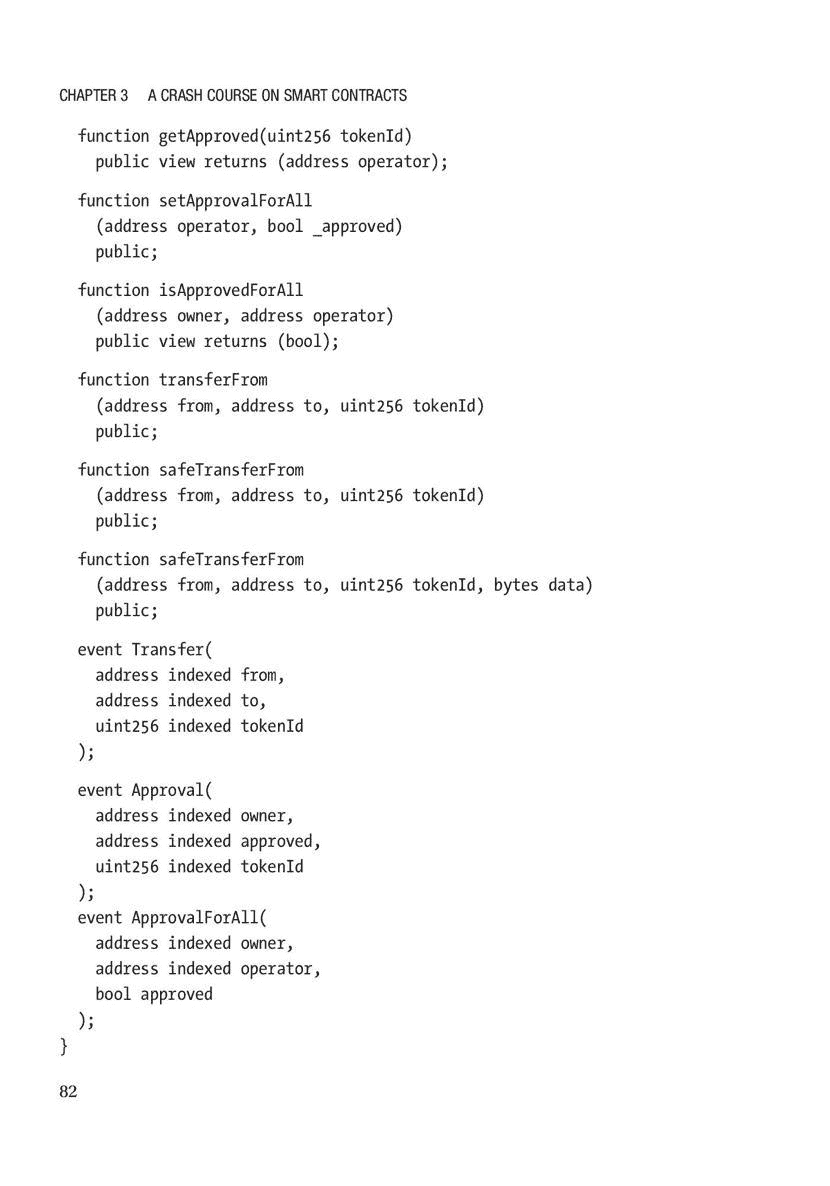 CHAPTER 3 A CRASH COURSE ON SMART CONTRACTS
function getApproved(uint256 tokenId)
public view returns (address operator);
function setApprovalForAll
(address operator, bool _approved)
public;
function isApprovedForAll
(address owner, address operator)
public view returns (bool);
function transferFrom
(address from, address to, uint256 tokenId)
public;
function safeTransferFrom
(address from, address to, uint256 tokenId)
public;
function safeTransferFrom
(address from, address to, uint256 tokenId, bytes data)
public;
event Transfer(
address indexed from,
address indexed to,
uint256 indexed tokenId
);
event Approval(
address indexed owner,
address indexed approved,
uint256 indexed tokenId
);
event ApprovalForAll(
address indexed owner,
address indexed operator,
bool approved
);
}
82